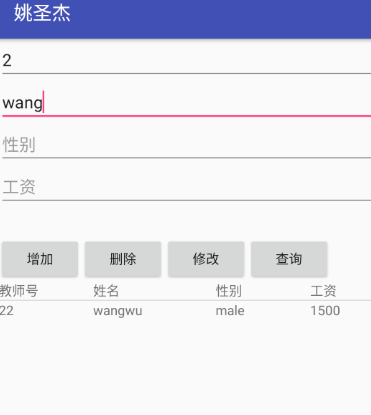 姚圣杰
2
wang
性别
工资
增加 删除 修改 查询
教师号 姓名 性别 工资
22 wangwu male 1500